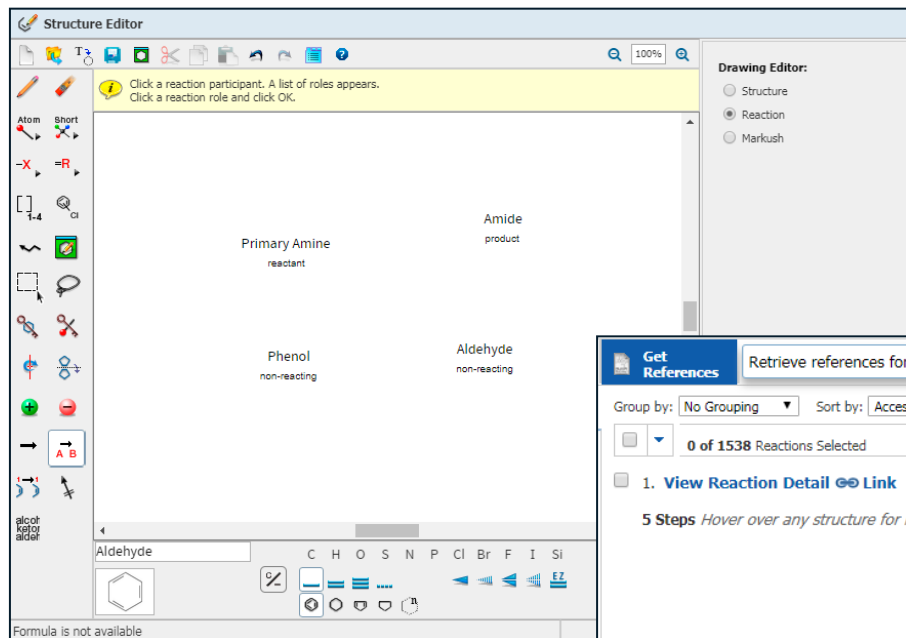 Structure Editor
100%
Drawing Editor:
Structure
Reaction
Markush
Click a reaction participant. A list of roles appears.
Click a reaction role and click OK.
Atom Short
-X =R
1-4 Cl
A B
alcoh
keton
aldeh
Primary Amine
reactant
Amide
product
Phenol
non-reacting
Aldehyde
non-reacting
Aldehyde
C H O S N P Cl Br F I Si
EZ
n
Formula is not available
Get
References
Retrieve references for
Group by: No Grouping Sort by: Acces
0 of 1538 Reactions Selected
1. View Reaction Detail Link
5 Steps Hover over any structure for